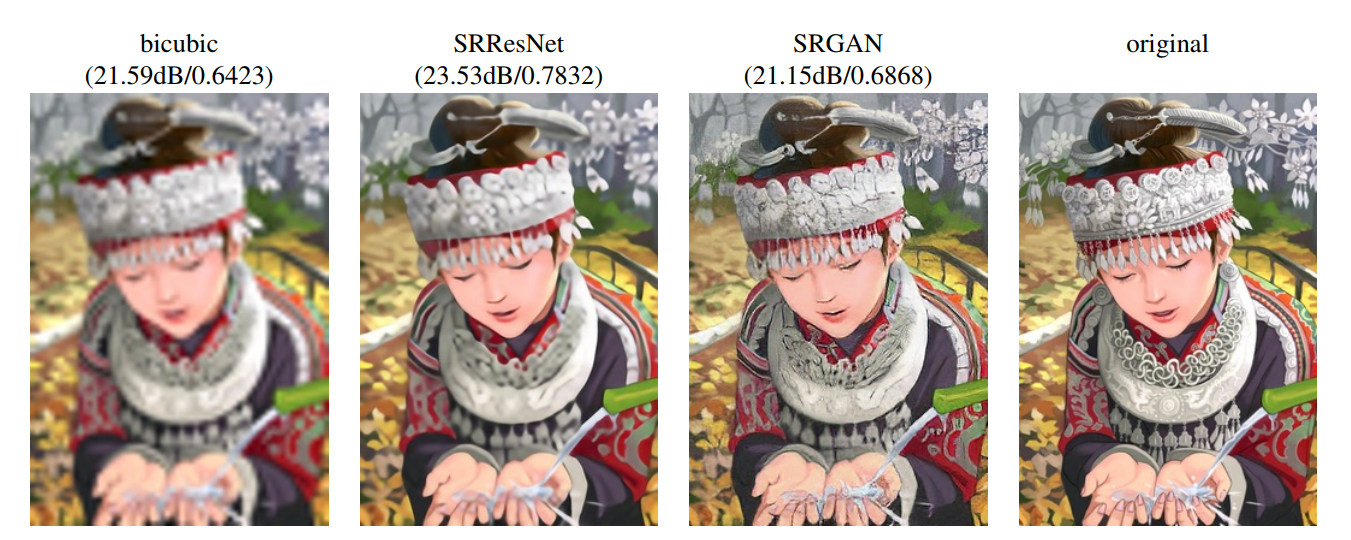 bicubic
(21.59dB/0.6423)
SRResNet
(23.53dB/0.7832)
SRGAN
(21.15dB/0.6868)
original